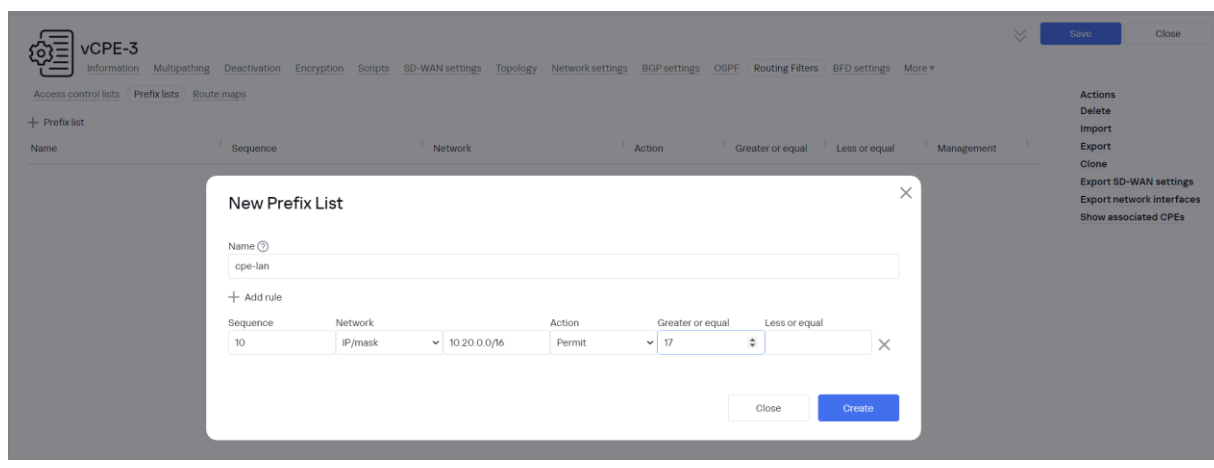 vCPE-3
Save Close
Information Multipathing Deactivation Encryption Scripts SD-WAN settings Topology Network settings BGP settings OSPF Routing Filters BFD settings More
Access control lists Prefix lists Route maps
+ Prefix list
Name Sequence Network Action Greater or equal Less or equal Management
Actions
Delete
Import
Export
Clone
Export SD-WAN settings
Export network interfaces
Show associated CPEs
New Prefix List
Name ?
cpe-lan
+ Add rule
Sequence Network Action Greater or equal Less or equal
10 IP/mask 10.20.0.0/16 Permit 17
Close Create